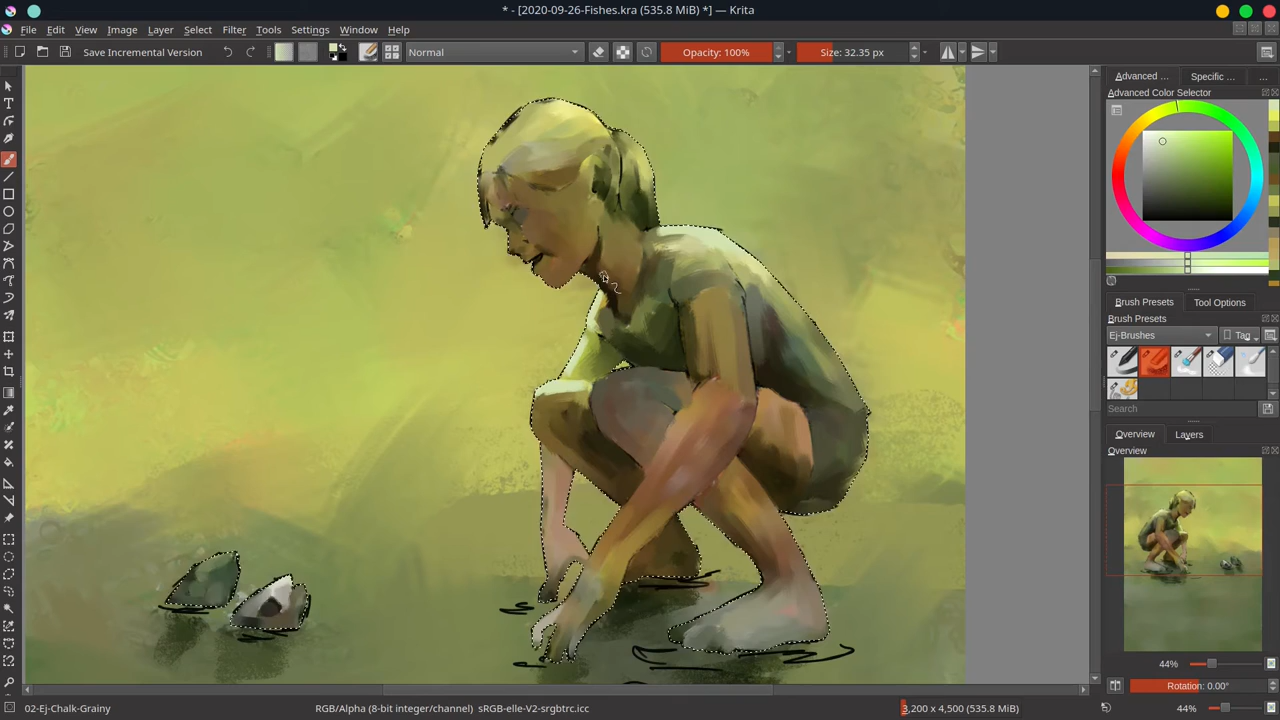 * - [2020-09-26-Fishes.kra (535.8 MiB) *] — Krita
File Edit View Image Layer Select Filter Tools Settings Window Help
Save Incremental Version Normal Opacity: 100% Size: 32.35 px
Advanced ... Specific ... ...
Advanced Color Selector
Brush Presets Tool Options
Brush Presets
Ej-Brushes Tag
Search
Overview Layers
Overview
44%
Rotation: 0.00°
02-Ej-Chalk-Grainy RGB/Alpha (8-bit integer/channel) sRGB-elle-V2-srgbtrc.icc 3,200 x 4,500 (535.8 MiB) 44%